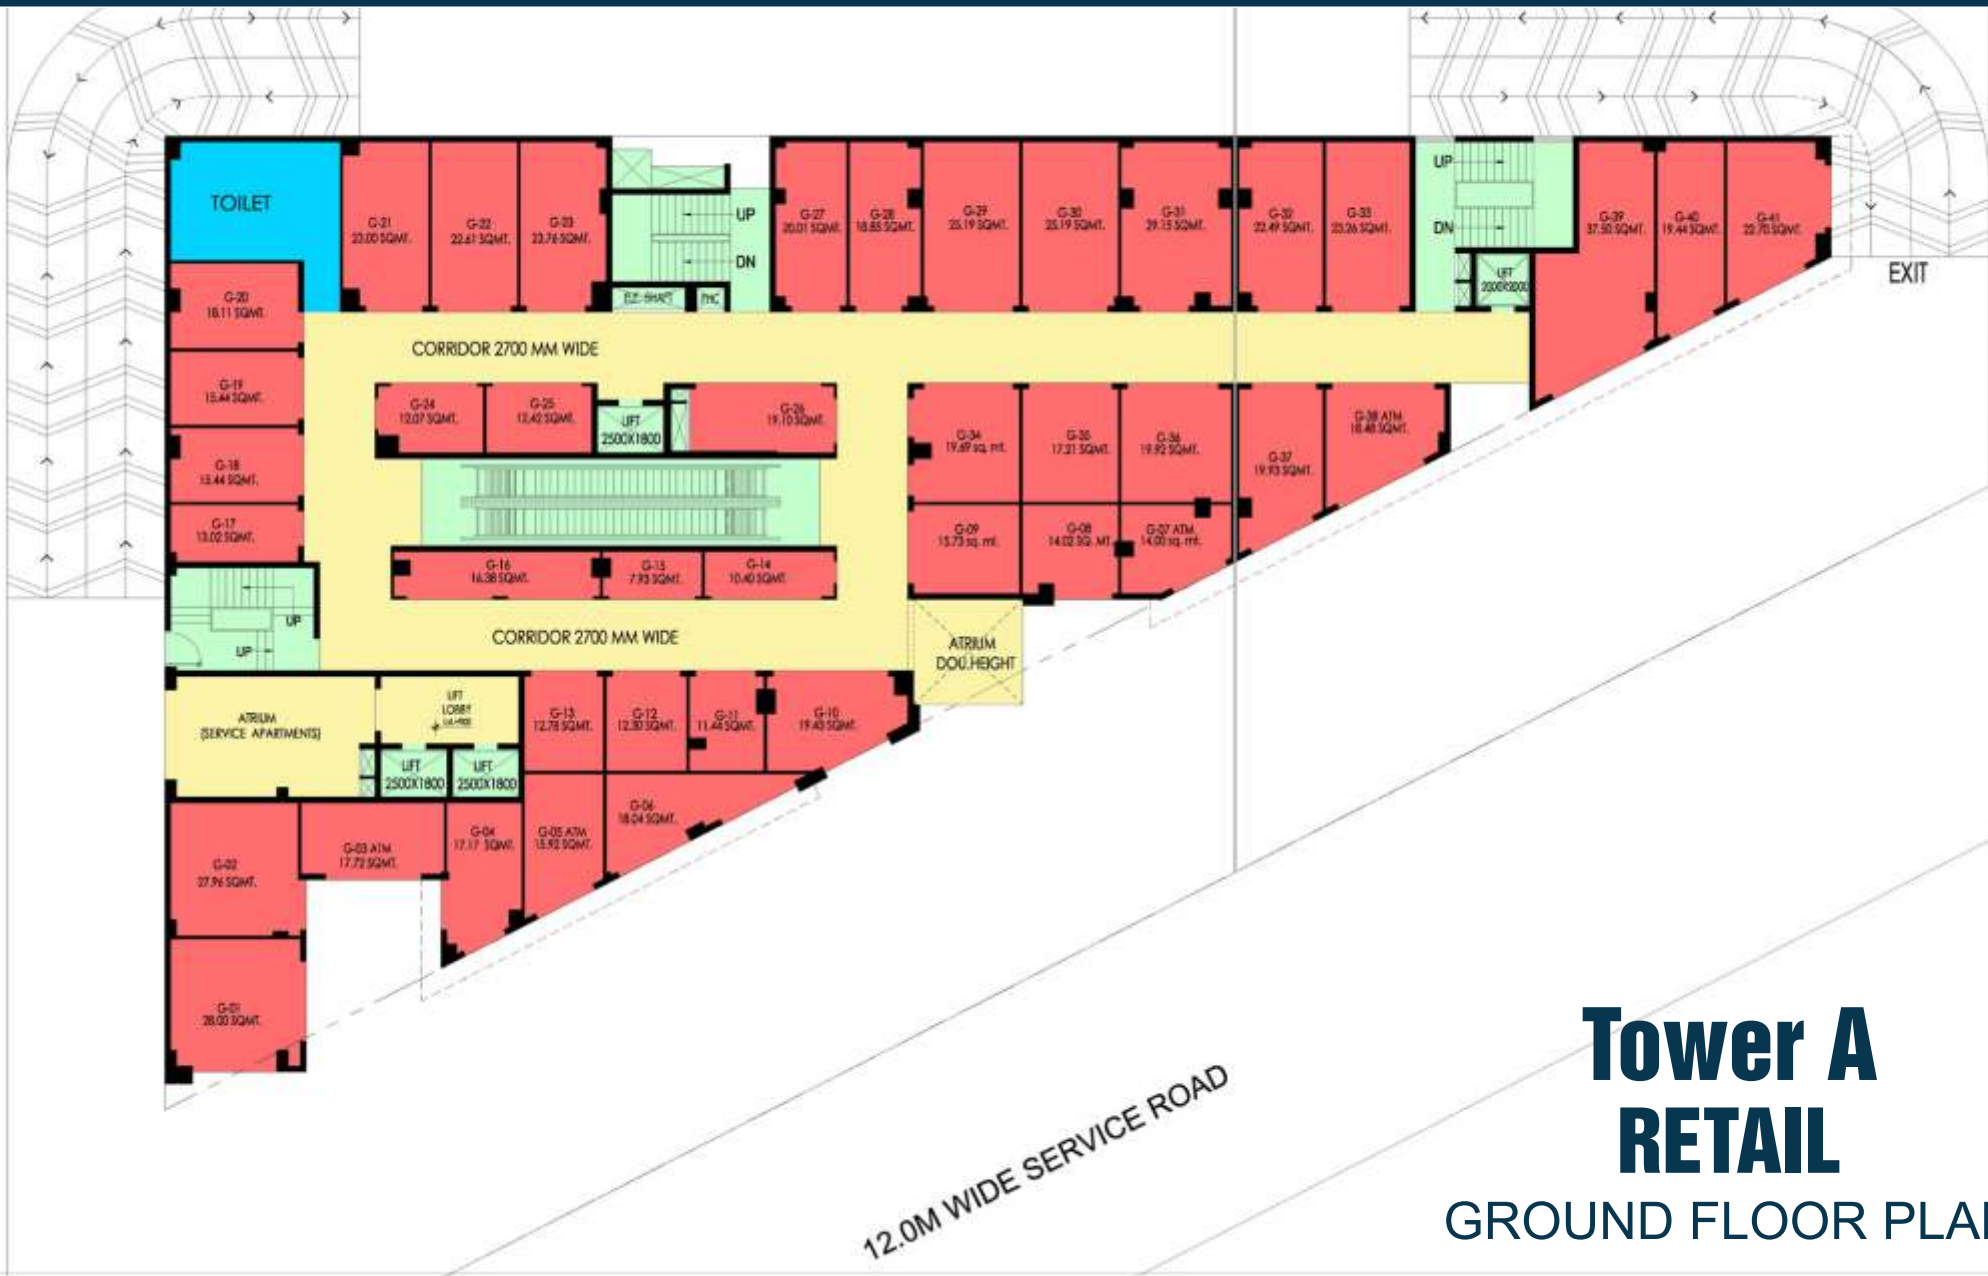 TOILET
G-21
23.00 SQMT.
G-22
22.61 SQMT.
G-23
23.76 SQMT.
UP
DN
ELE. SHAFT
FHC
G-27
20.01 SQMT.
G-28
18.85 SQMT.
G-29
25.19 SQMT.
G-30
25.19 SQMT.
G-31
29.15 SQMT.
G-32
22.49 SQMT.
G-33
23.26 SQMT.
UP
DN
LIFT
G-39
37.50 SQMT.
G-40
19.44 SQMT.
G-41
22.70 SQMT.
EXIT
G-20
18.11 SQMT.
G-19
15.44 SQMT.
G-18
15.44 SQMT.
G-17
13.02 SQMT.
CORRIDOR 2700 MM WIDE
G-24
12.07 SQMT.
G-25
12.42 SQMT.
LIFT
2500X1800
G-26
19.10 SQMT.
G-34
19.69 sq. mt.
G-35
17.21 SQMT.
G-36
19.92 SQMT.
G-37
19.93 SQMT.
G-38 ATM
18.48 SQMT.
G-09
15.73 sq. mt.
G-08
14.02 SQ. MT.
G-07 ATM
14.00 sq. mt.
G-16
16.38 SQMT.
G-15
7.93 SQMT.
G-14
10.40 SQMT.
UP
UP
CORRIDOR 2700 MM WIDE
ATRIUM
DOU.HEIGHT
ATRIUM
(SERVICE APARTMENTS)
LIFT
LOBBY
LIFT
2500X1800
LIFT
2500X1800
G-13
12.78 SQMT.
G-12
12.30 SQMT.
G-11
11.44 SQMT.
G-10
19.43 SQMT.
G-06
18.04 SQMT.
G-05 ATM
15.92 SQMT.
G-04
17.17 SQMT.
G-03 ATM
17.72 SQMT.
G-02
27.96 SQMT.
G-01
28.00 SQMT.
12.0M WIDE SERVICE ROAD
Tower A
RETAIL
GROUND FLOOR PLA